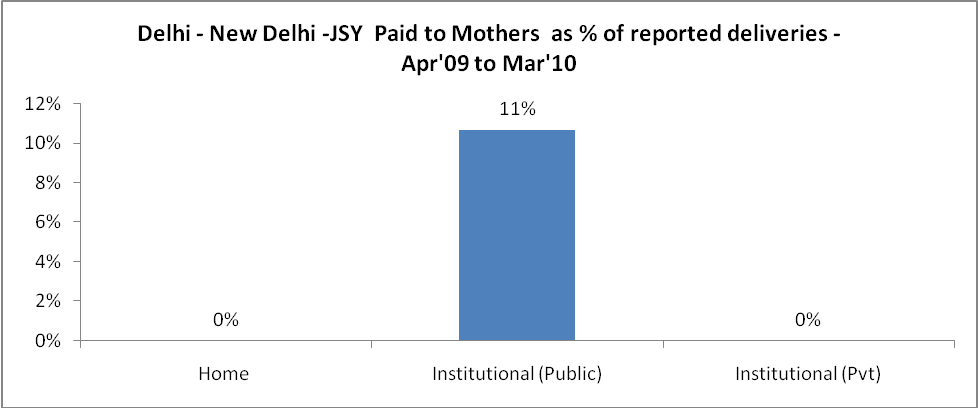 Delhi - New Delhi -JSY  Paid to Mothers  as % of reported deliveries -
Apr'09 to Mar'10
12%
10%
8%
6%
4%
2%
0%
0%
11%
0%
Home
Institutional (Public)
Institutional (Pvt)